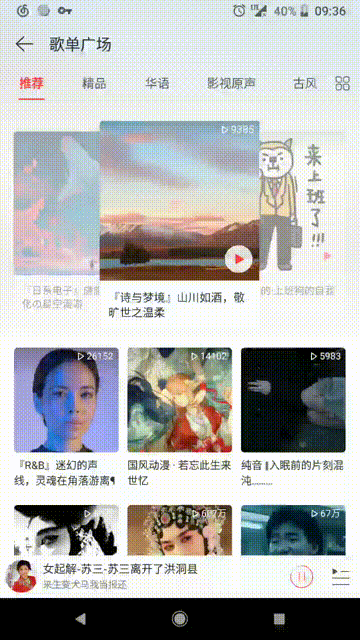 40% 09:36
歌单广场
推荐 精品 华语 影视原声 古风
9385
来上班了!!!
『诗与梦境』山川如酒，敬
旷世之温柔
『日系电子』
化の星空海湾
的·上班狗的自我
26152
14102
5983
『R&B』迷幻的声
线，灵魂在角落游离¶
国风动漫 · 若忘此生来
世忆
纯音 ‖入眠前的片刻混
沌………
67万
女起解-苏三-苏三离开了洪洞县
来生变犬马我当报还